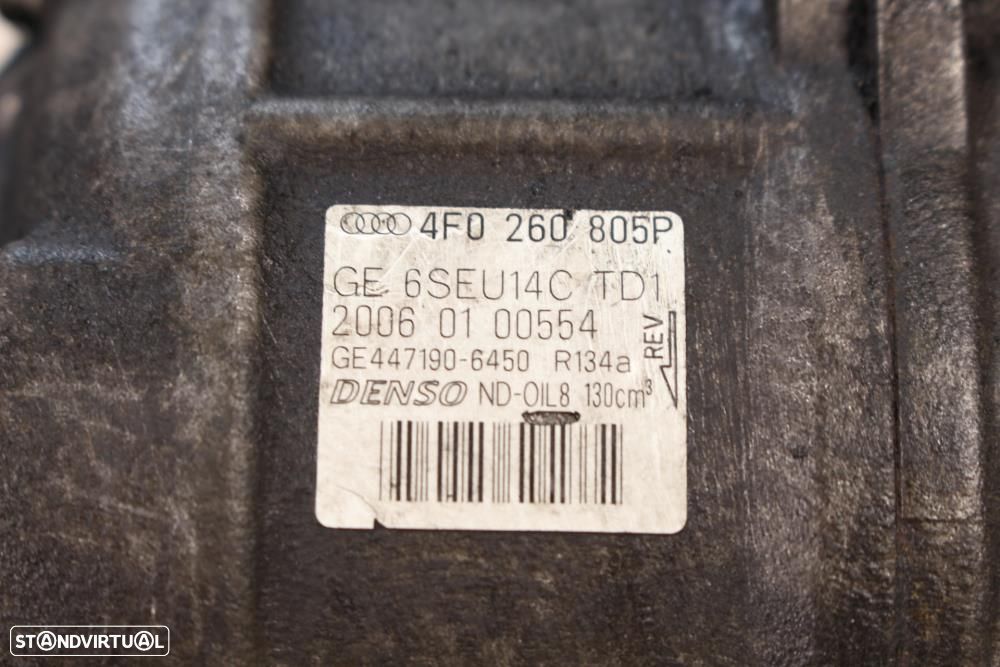 4F0 260 805P
GE 6SEU14C TD1
2006 01 00554
GE447190-6450 R134a
REV
DENSO ND-OIL8 130cm³
STANDVIRTUAL